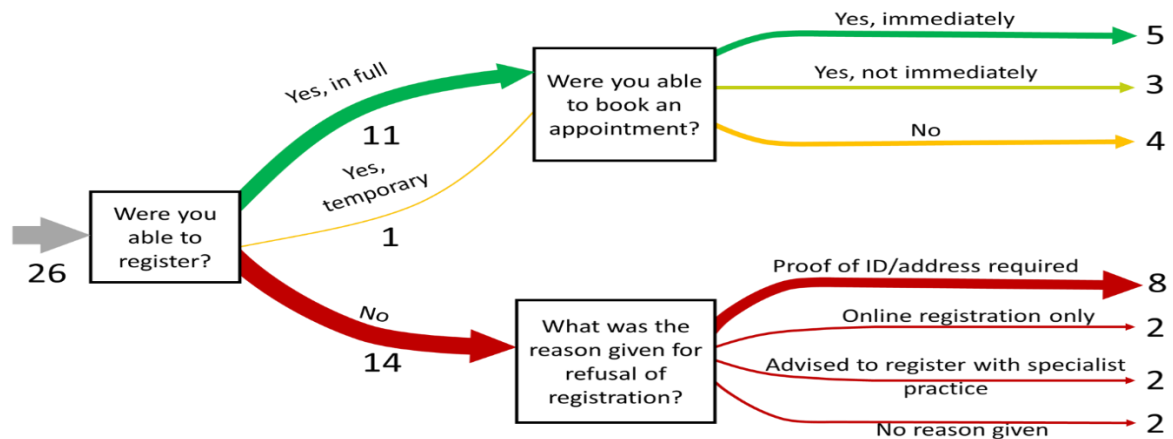 26
Were you
able to
register?
Yes, in full
11
Yes,
temporary
1
No
14
Were you able
to book an
appointment?
Yes, immediately
5
Yes, not immediately
3
No
4
What was the
reason given for
refusal of
registration?
Proof of ID/address required
8
Online registration only
2
Advised to register with specialist
practice
2
No reason given
2